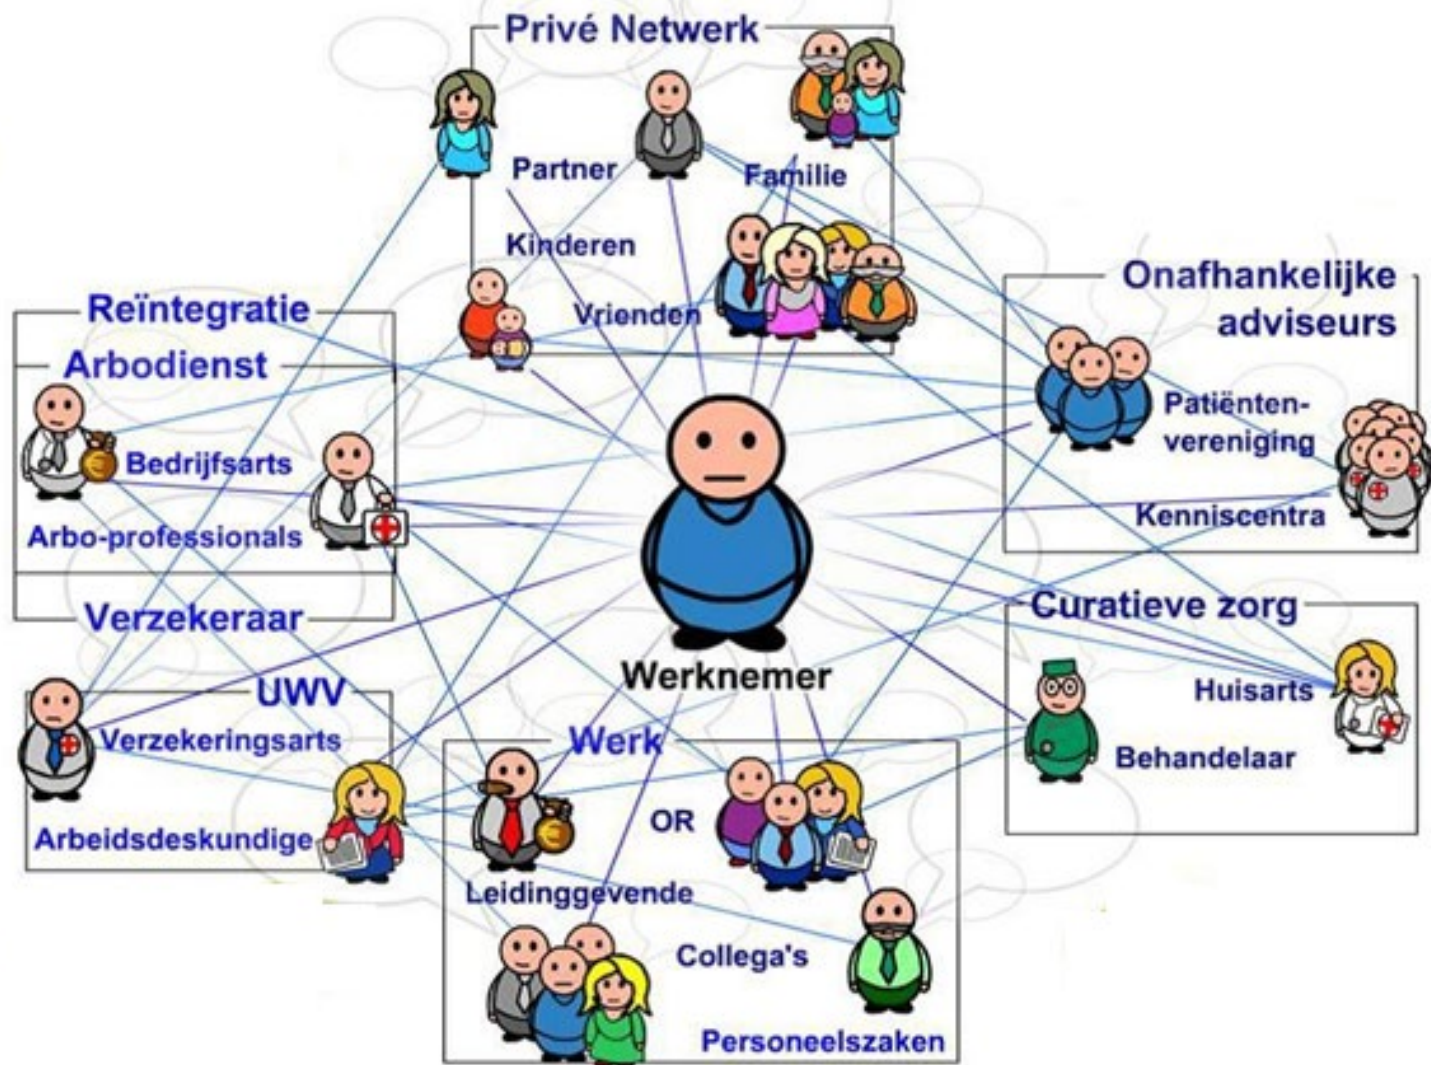 Privé Netwerk
Partner
Familie
Kinderen
Vrienden
Reïntegratie
Arbodienst
Bedrijfsarts
Arbo-professionals
Verzekeraar
UWV
Verzekeringsarts
Arbeidsdeskundige
Werknemer
Onafhankelijke
adviseurs
Patiënten-
vereniging
Kenniscentra
Curatieve zorg
Huisarts
Behandelaar
Werk
OR
Leidinggevende
Collega's
Personeelszaken